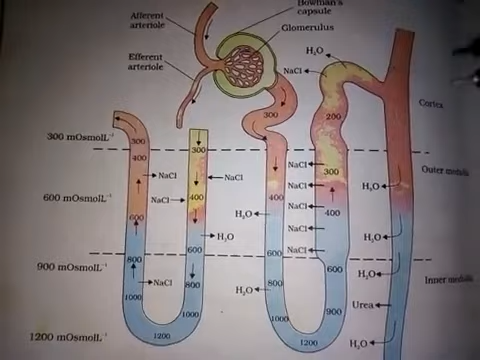 Bowman's
capsule
Afferent
arteriole
Glomerulus
Efferent
arteriole
H₂O
NaCl
Cortex
300
200
300 mOsmolL⁻¹
300
400
300
NaCl
NaCl
NaCl
300
Outer medulla
NaCl
H₂O
600 mOsmolL⁻¹
NaCl
400
400
NaCl
400
600
H₂O
H₂O
NaCl
H₂O
800
600
600
NaCl
600
900 mOsmolL⁻¹
H₂O
Inner medulla
NaCl
800
H₂O
800
1000
1000
1000
900
Urea
1200 mOsmolL⁻¹
1200
1200
H₂O